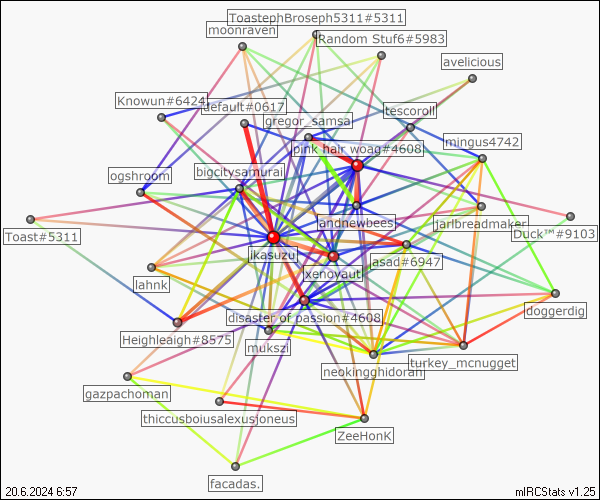 ToastephBroseph5311#5311
moonraven
Random Stuf6#5983
avelicious
Knowun#6424
default#0617
tescoroll
gregor_samsa
mingus4742
pink hair woag#4608
bigcitysamurai
ogshroom
andnewbees
jarlbreadmaker
Toast#5311
Duck™#9103
ikasuzu
asad#6947
xenoyaut
lahnk
doggerdig
disaster of passion#4608
Heighleaigh#8575
mukszi
turkey_mcnugget
neokingghidorah
gazpachoman
thiccusboiusalexusjoneus
ZeeHonK
facadas.
20.6.2024 6:57
mIRCStats v1.25